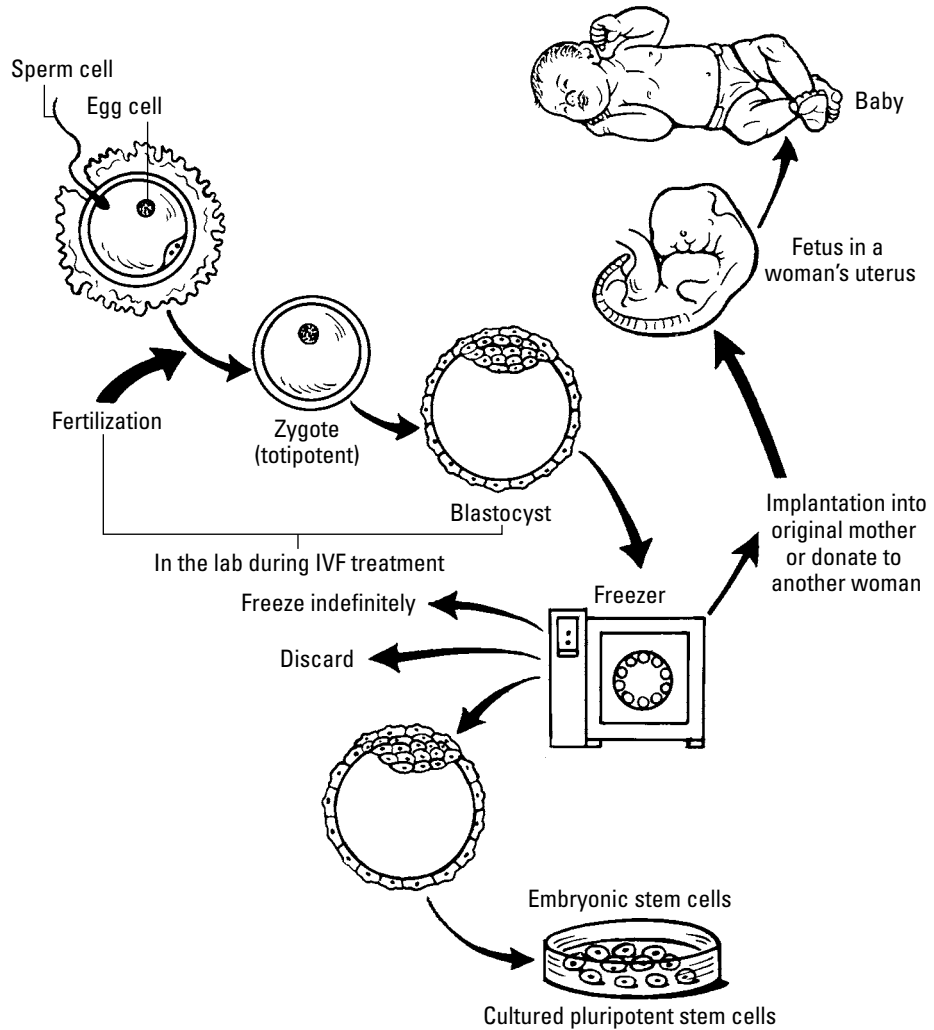 Sperm cell
Egg cell
Baby
Fetus in a
woman's uterus
Fertilization
Zygote
(totipotent)
Blastocyst
In the lab during IVF treatment
Implantation into
original mother
or donate to
another woman
Freezer
Freeze indefinitely
Discard
Embryonic stem cells
Cultured pluripotent stem cells